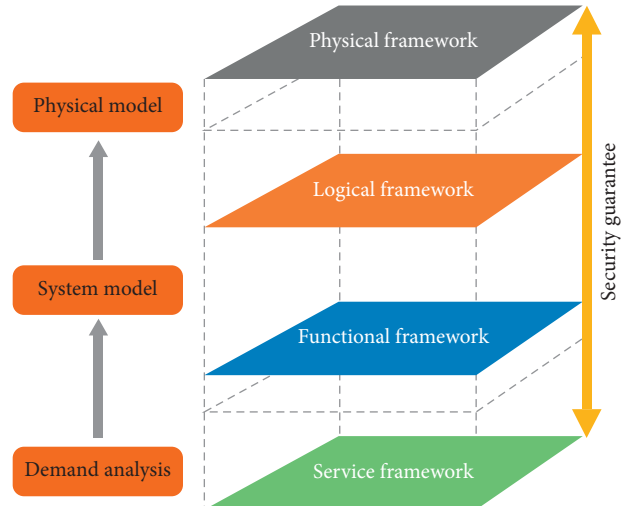 Physical framework
Physical model
Logical framework
Security guarantee
System model
Functional framework
Demand analysis
Service framework